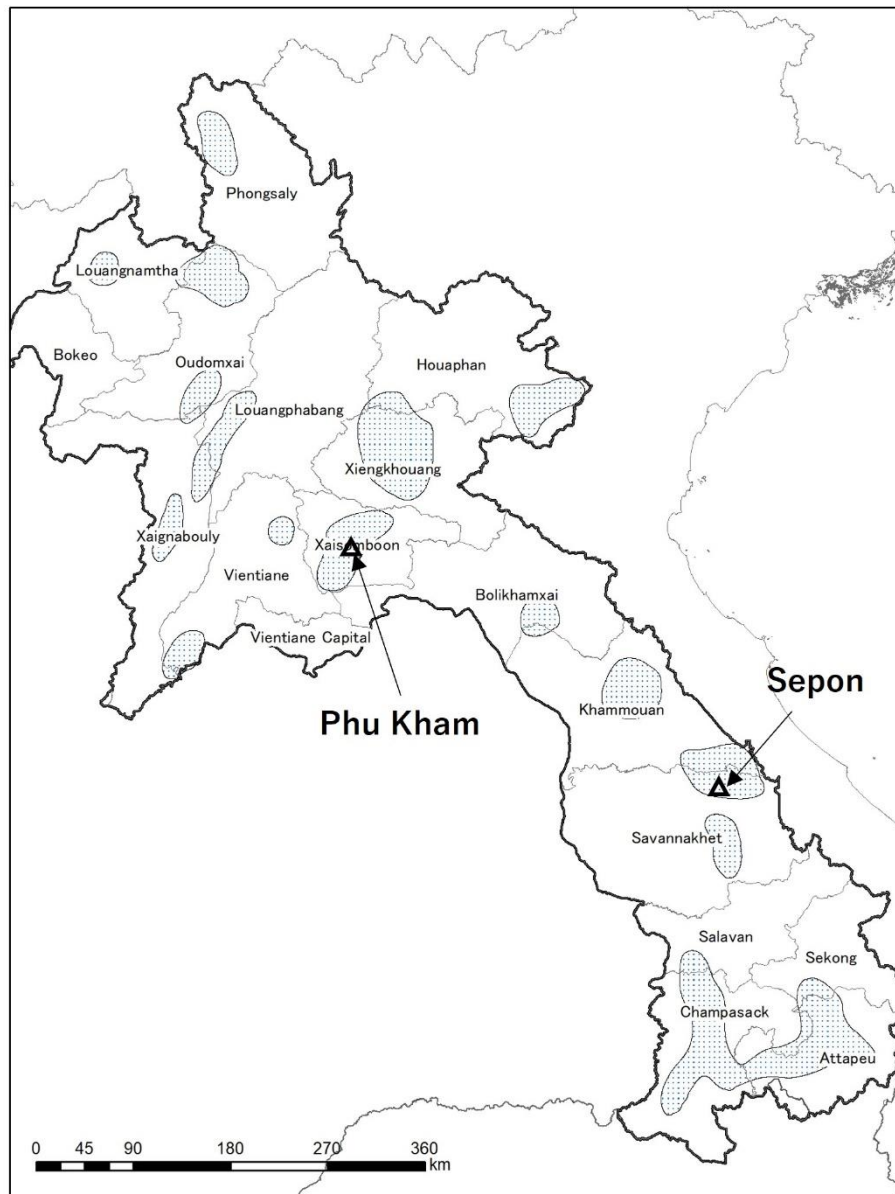 Phongsaly
Louangnamtha
Bokeo
Oudomxai
Houaphan
Louangphabang
Xiengkhouang
Xaignabouly
Xaisomboon
Vientiane
Bolikhamxai
Vientiane Capital
Sepon
Khammouan
Phu Kham
Savannakhet
Salavan
Sekong
Champasack
Attapeu
0 45 90 180 270 360
km